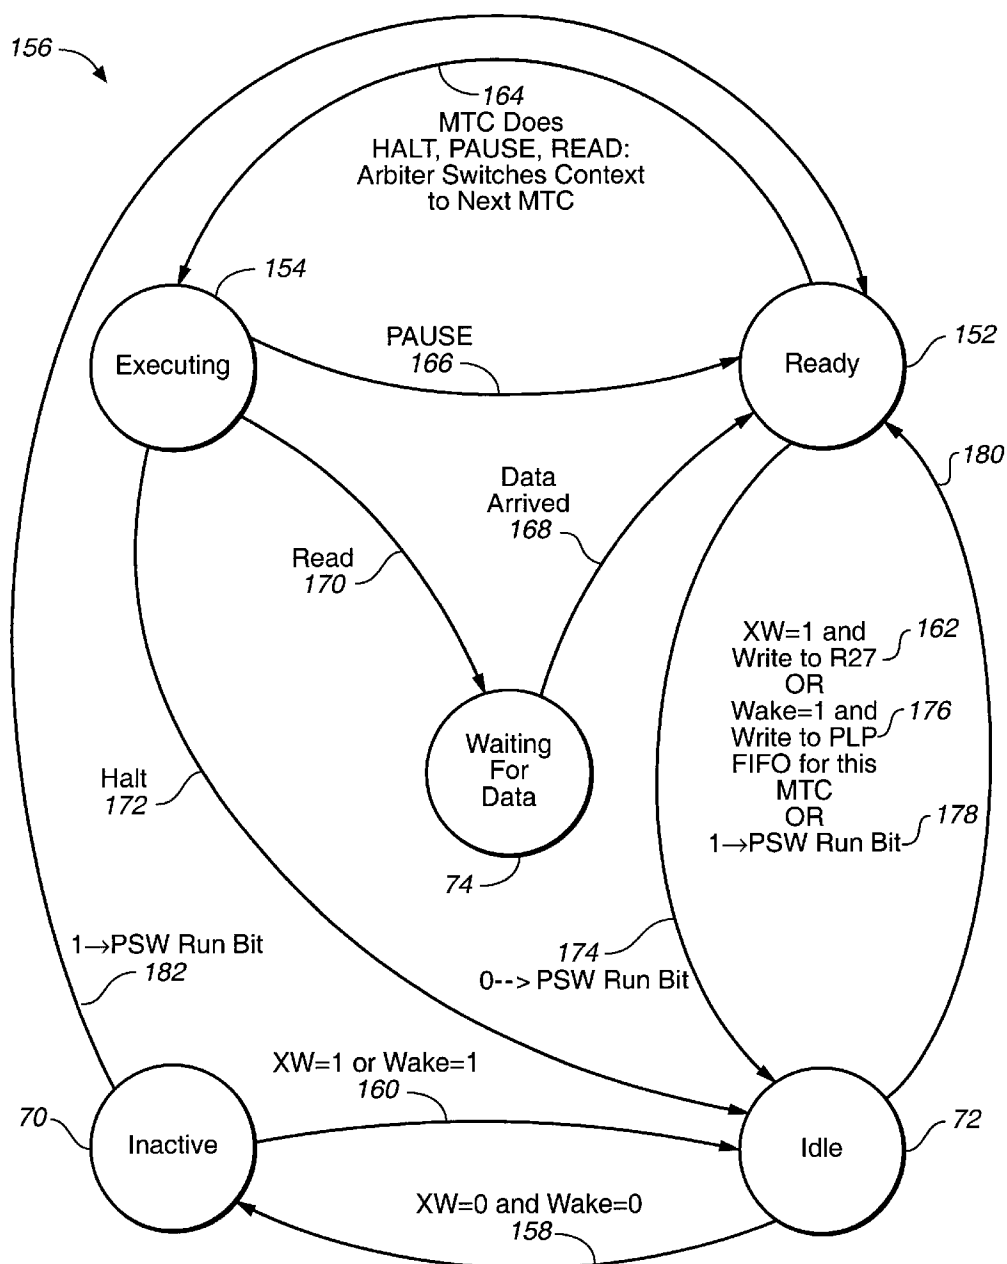 156
164
MTC Does
HALT, PAUSE, READ:
Arbiter Switches Context
to Next MTC
154
Executing
PAUSE
166
152
Ready
180
Data
Arrived
168
Read
170
XW=1 and
Write to R27
162
OR
Wake=1 and
176
Write to PLP
FIFO for this
MTC
OR
178
1→PSW Run Bit
Waiting
For
Data
74
Halt
172
174
0--> PSW Run Bit
1→PSW Run Bit
182
XW=1 or Wake=1
160
70
Inactive
72
Idle
XW=0 and Wake=0
158